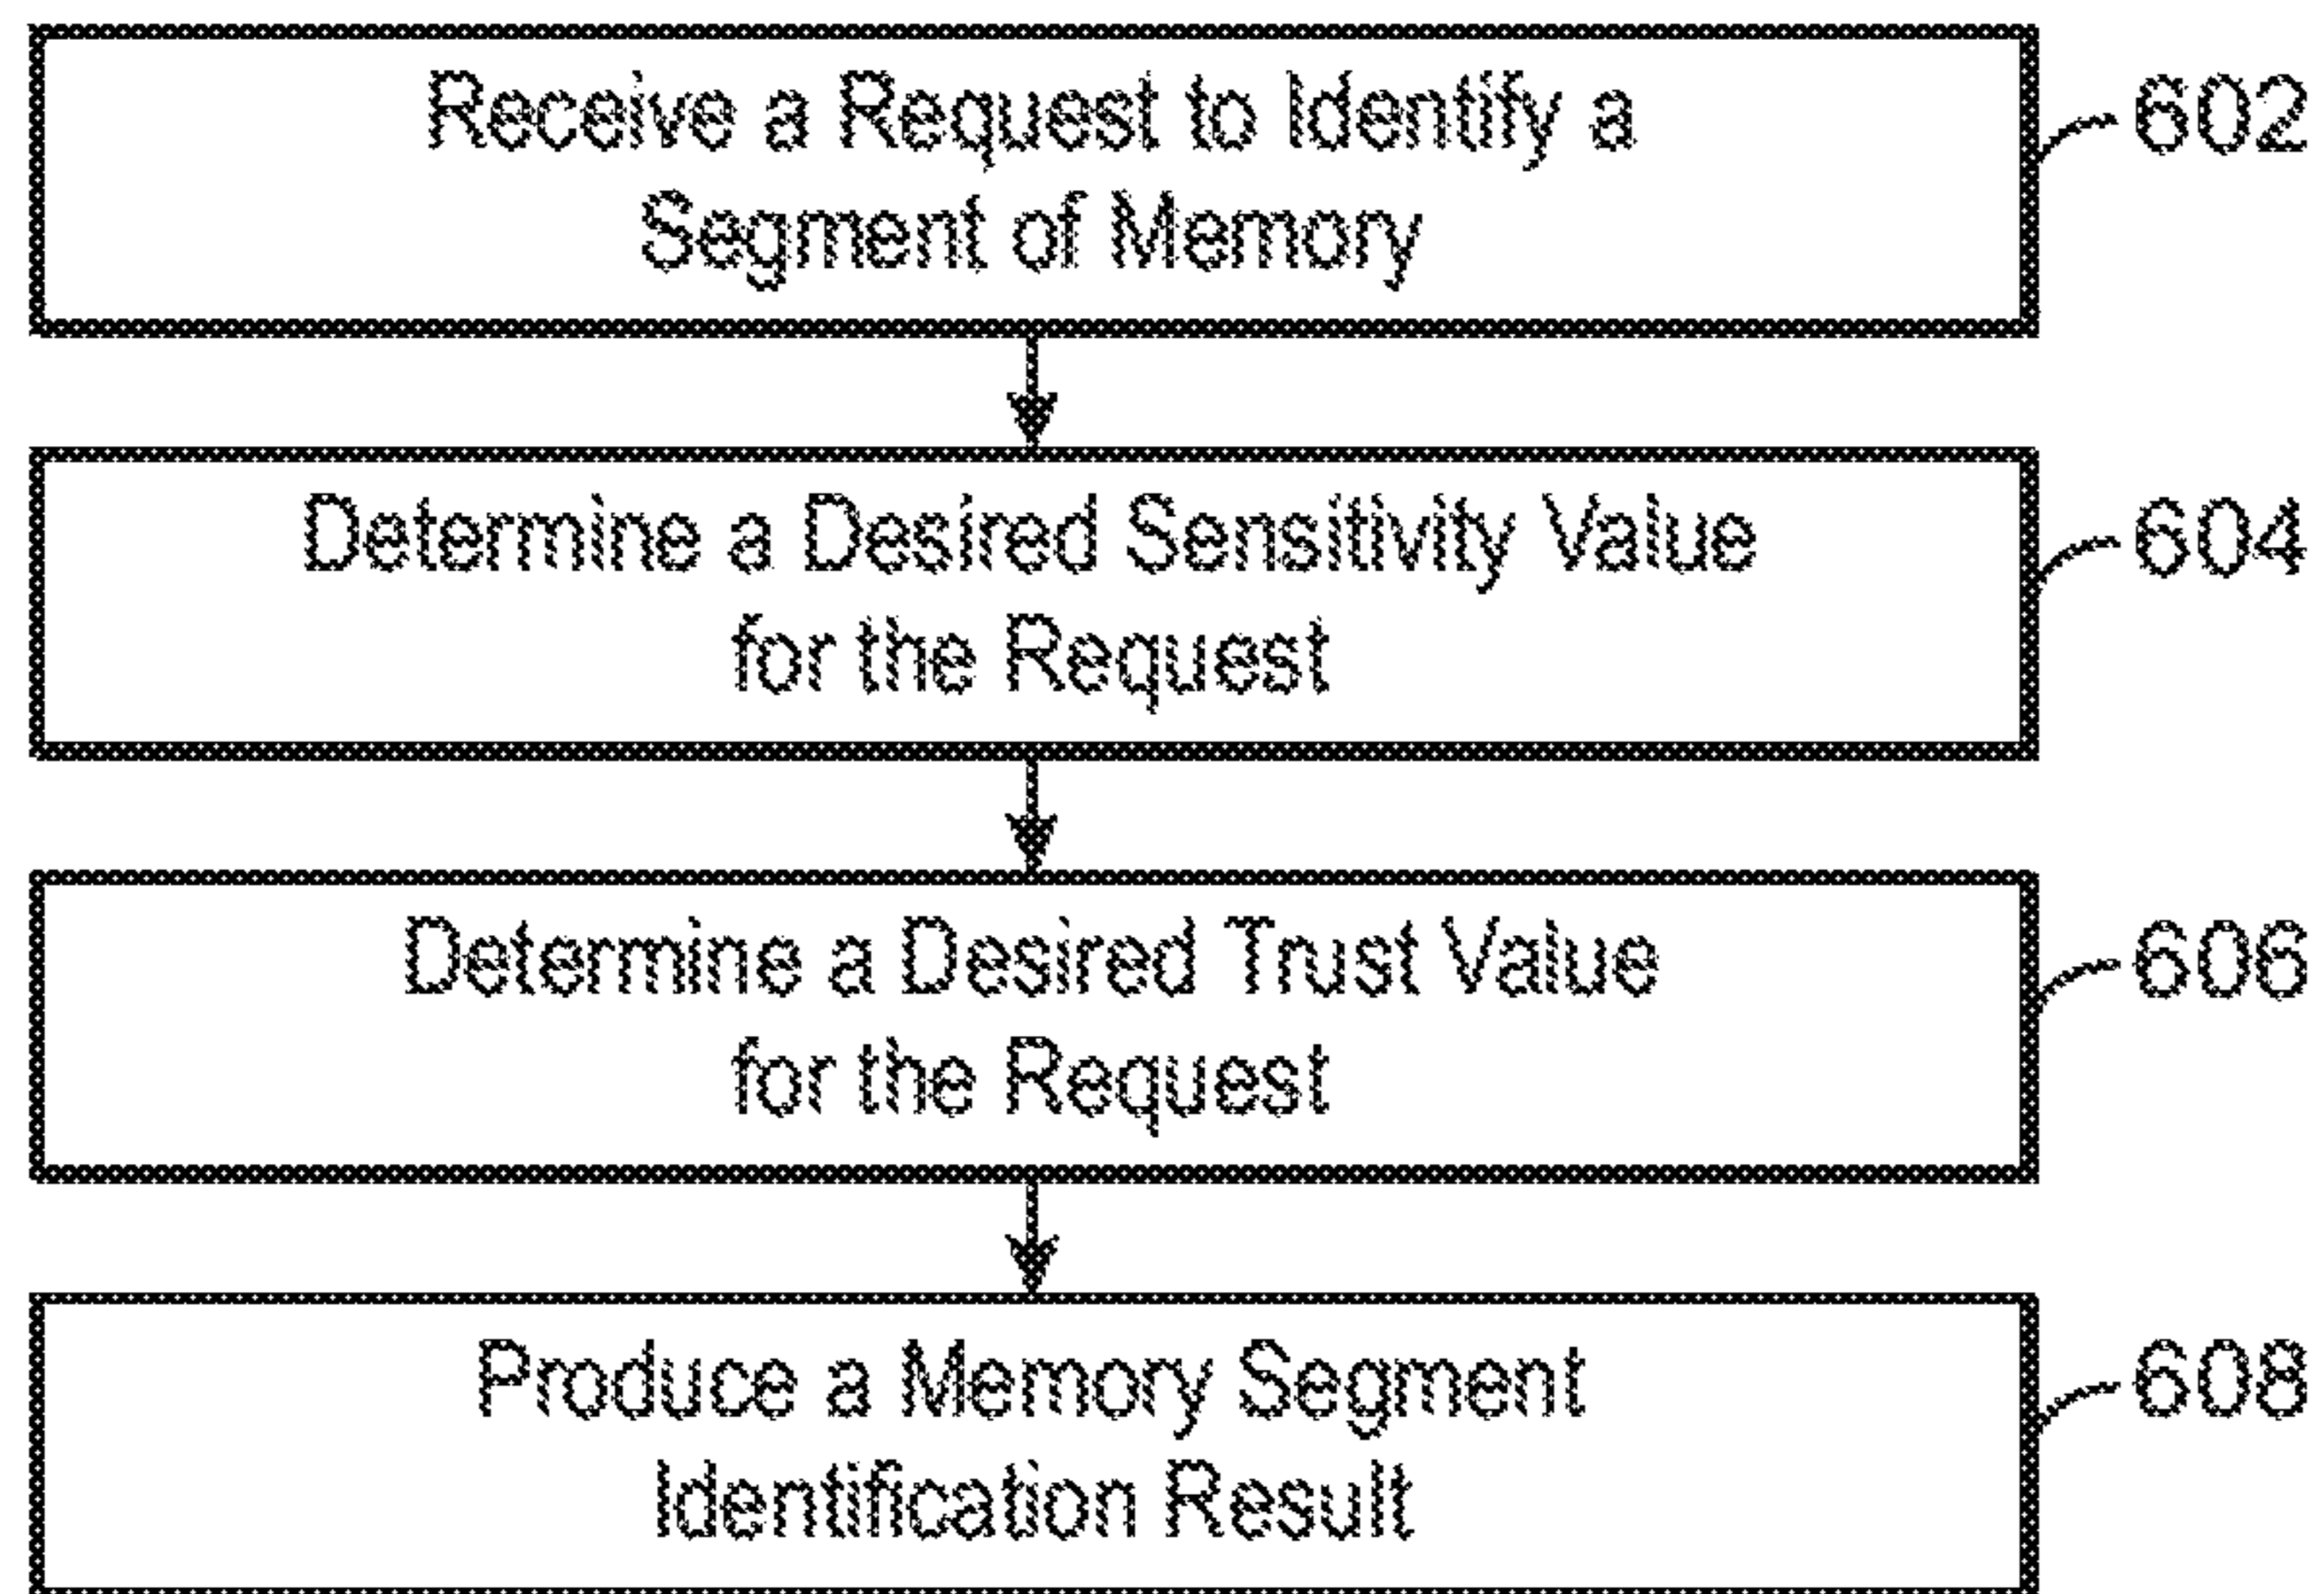 Receive a Request to Identify a
Segment of Memory
602
Determine a Desired Sensitivity Value
for the Request
604
Determine a Desired Trust Value
for the Request
606
Produce a Memory Segment
Identification Result
608